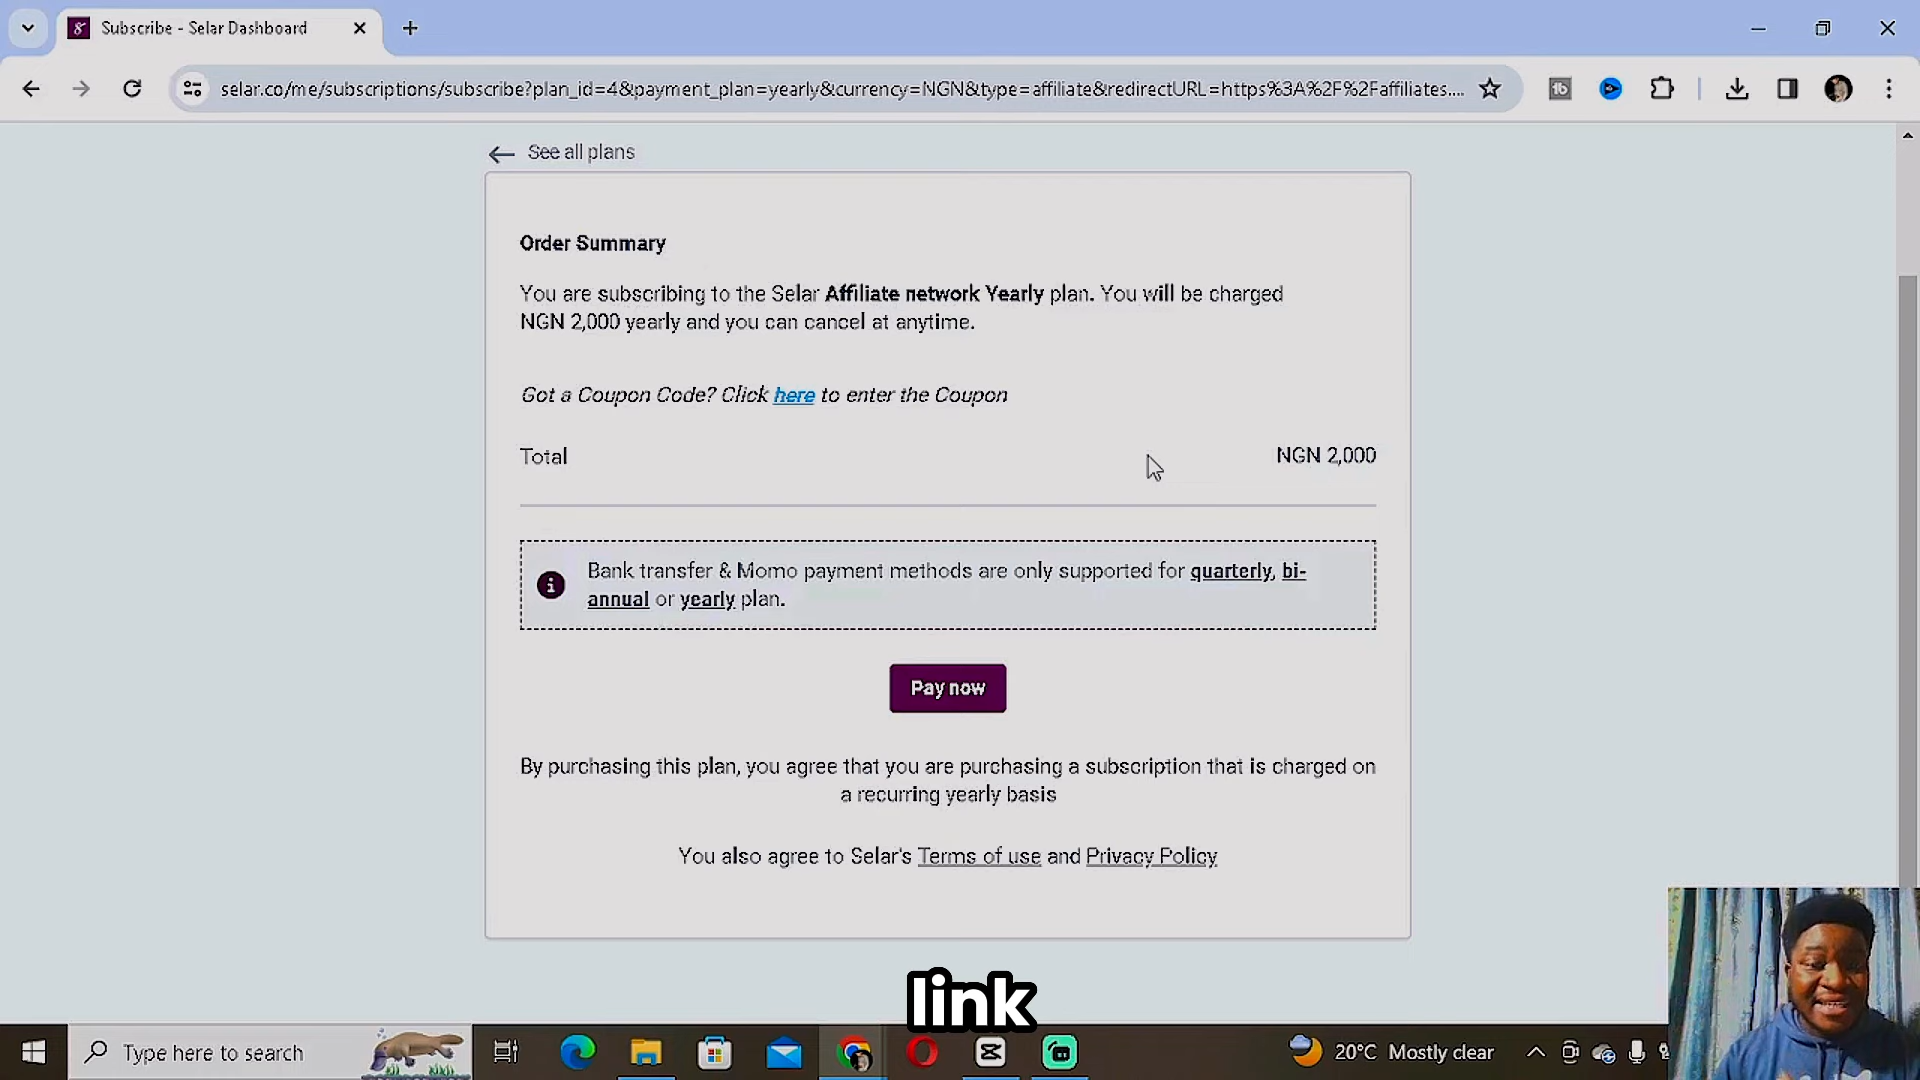 Subscribe - Selar Dashboard
selar.co/me/subscriptions/subscribe?plan_id=4&payment_plan=yearly&currency=NGN&type=affiliate&redirectURL=https%3A%2F%2Faffiliates....
See all plans
Order Summary
You are subscribing to the Selar Affiliate network Yearly plan. You will be charged
NGN 2,000 yearly and you can cancel at anytime.
Got a Coupon Code? Click here to enter the Coupon
Total NGN 2,000
Bank transfer & Momo payment methods are only supported for quarterly, bi-
annual or yearly plan.
Pay now
By purchasing this plan, you agree that you are purchasing a subscription that is charged on
a recurring yearly basis
You also agree to Selar's Terms of use and Privacy Policy
link
Type here to search
20°C Mostly clear